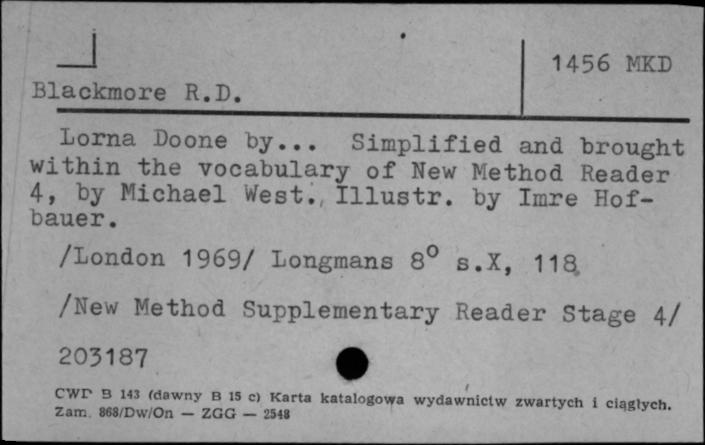 1456 MKD
Blackmore R.D.
Lorna Doone by... Simplified and brought
within the vocabulary of New Method Reader
4, by Michael West., Illustr. by Imre Hof-
bauer.
/London 1969/ Longmans 8° s.X, 118
/New Method Supplementary Reader Stage 4/
203187
CWD B 143 (dawny B 15 c) Karta katalogowa wydawnictw zwartych i ciągłych.
Zam. 868/Dw/On — ZGG — 2548